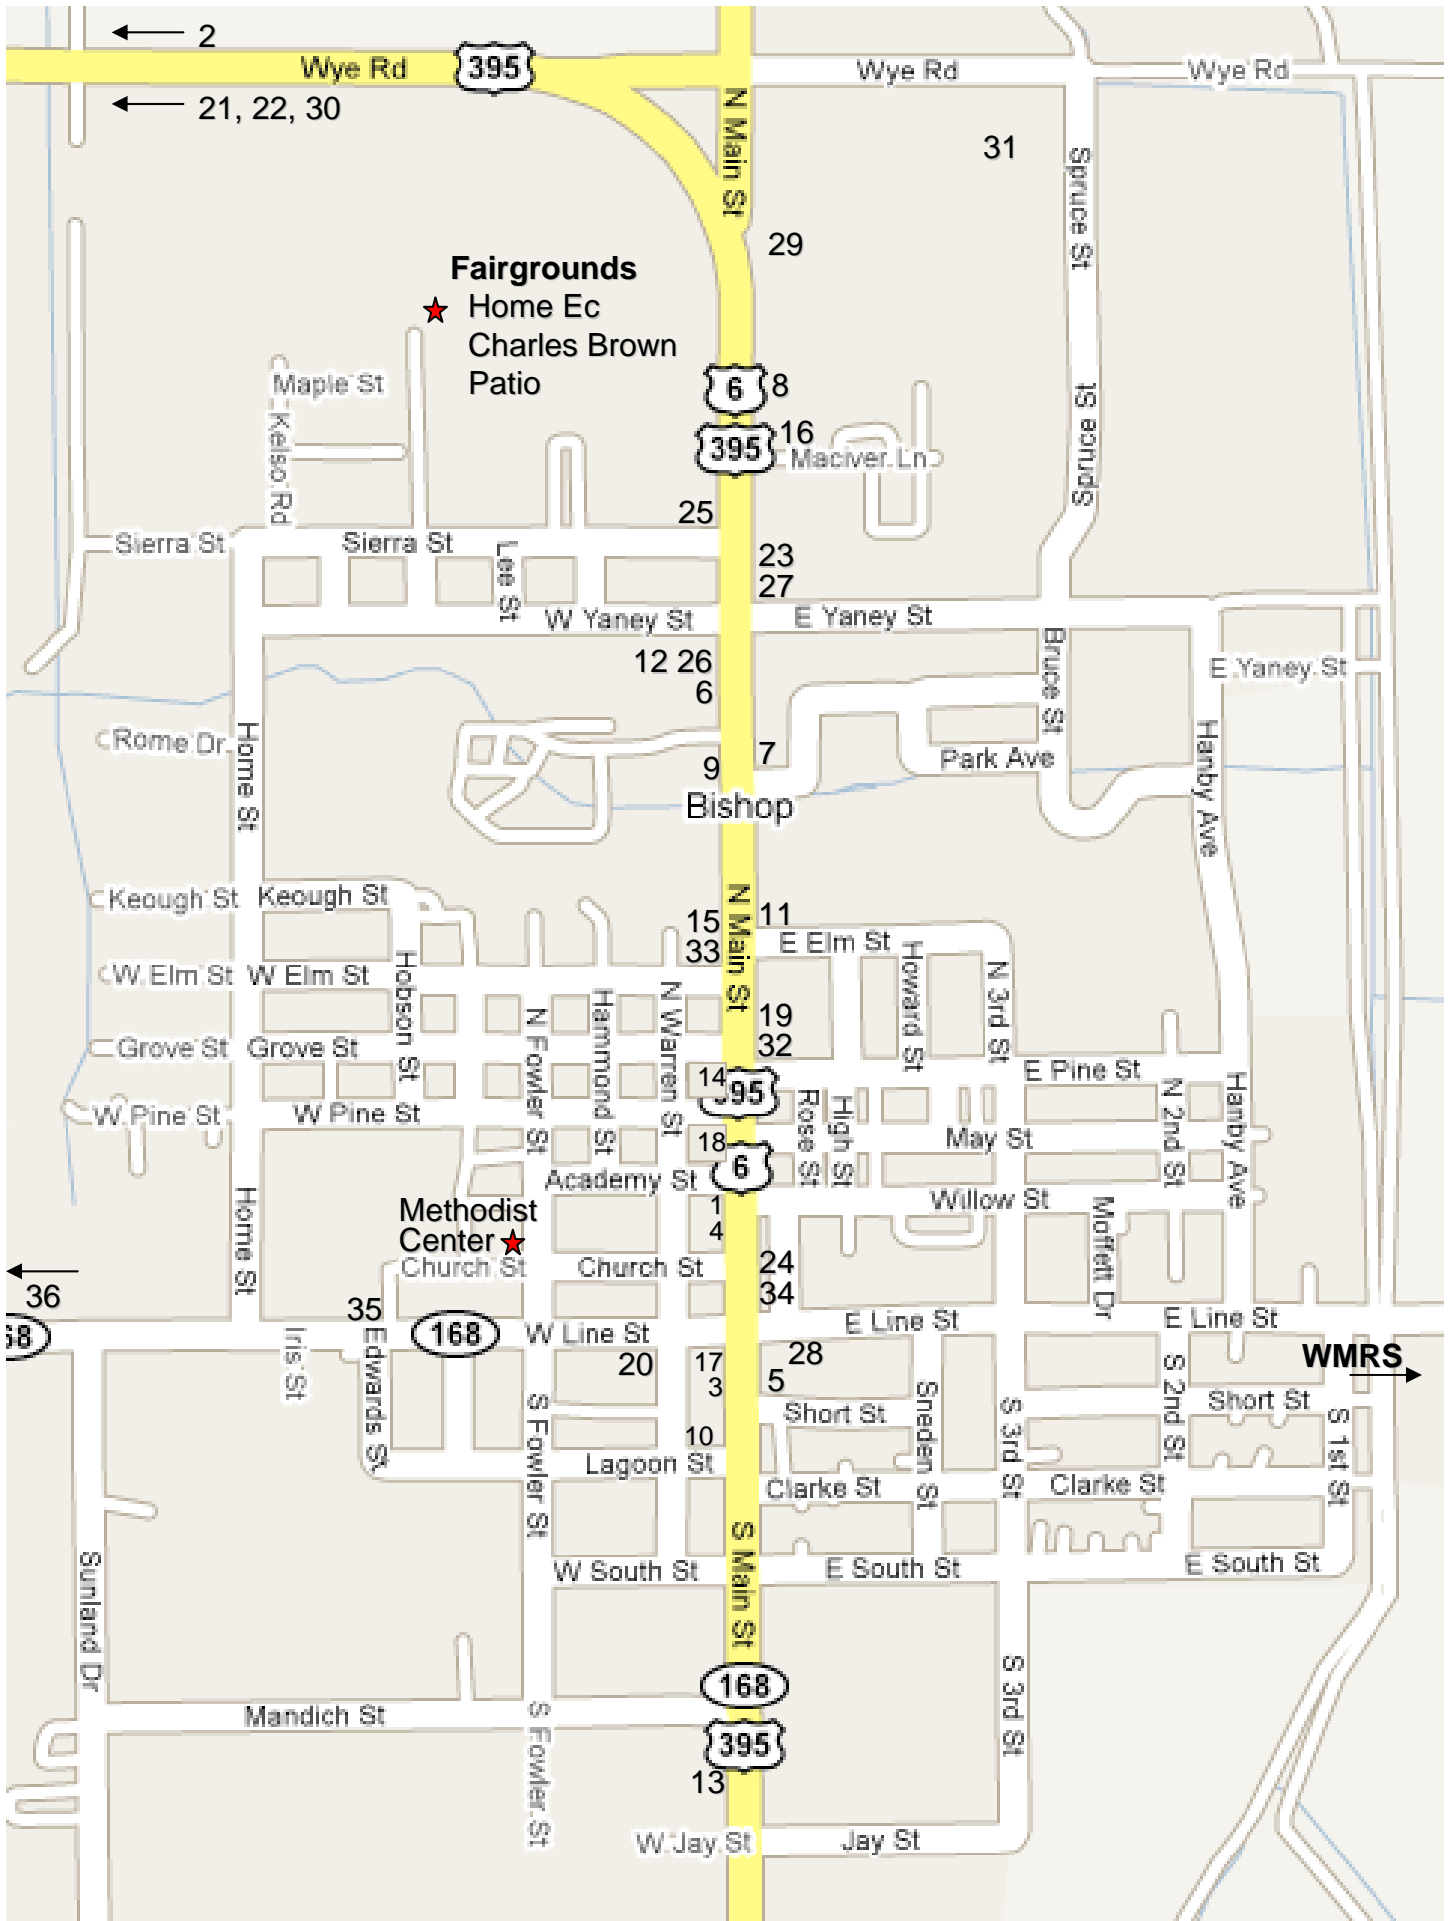 2
Wye Rd
395
Wye Rd
Wye Rd
21, 22, 30
N Main St
31
Spruce St
29
Fairgrounds
Home Ec
Charles Brown
Patio
Maple St
6
8
Kelso Rd
395
16
Maciver Ln
Spruce St
25
Sierra St
Sierra St
Lee St
23
27
W Yaney St
E Yaney St
12 26
6
Bruce St
E Yaney St
Rome Dr
Home St
7
9
Park Ave
Hanby Ave
Bishop
Keough St
Keough St
N Main St
15
11
33
E Elm St
W Elm St
W Elm St
Hobson St
Howard St
N 3rd St
N Fowler St
Hammond St
N Warren St
19
32
Grove St
Grove St
14
395
E Pine St
W Pine St
W Pine St
Rose St
High St
N 2nd St
Hanby Ave
18
May St
6
Academy St
Willow St
Home St
Methodist
Center
1
4
Moffett Dr
Church St
Church St
24
34
36
35
168
168
W Line St
E Line St
E Line St
Iris St
Edwards St
20
17
3
28
5
WMRS
S Fowler St
Short St
Sneden St
S 3rd St
S 2nd St
Short St
S 1st St
10
Lagoon St
Clarke St
Clarke St
S Main St
W South St
E South St
E South St
Sunland Dr
168
S 3rd St
Mandich St
S Fowler St
395
13
W Jay St
Jay St